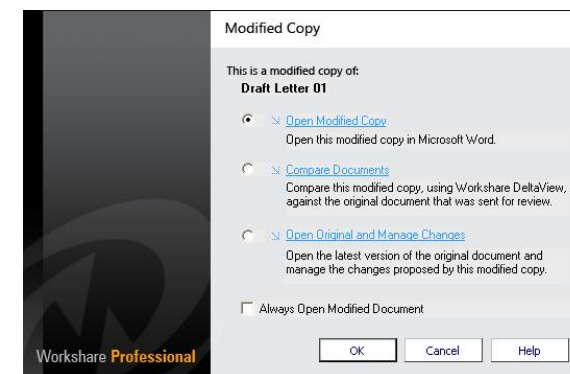 Modified Copy
This is a modified copy of:
Draft Letter 01
Open Modified Copy
Open this modified copy in Microsoft Word.
Compare Documents
Compare this modified copy, using Workshare DeltaView,
against the original document that was sent for review.
Open Original and Manage Changes
Open the latest version of the original document and
manage the changes proposed by this modified copy.
Always Open Modified Document
Workshare Professional
OK Cancel Help